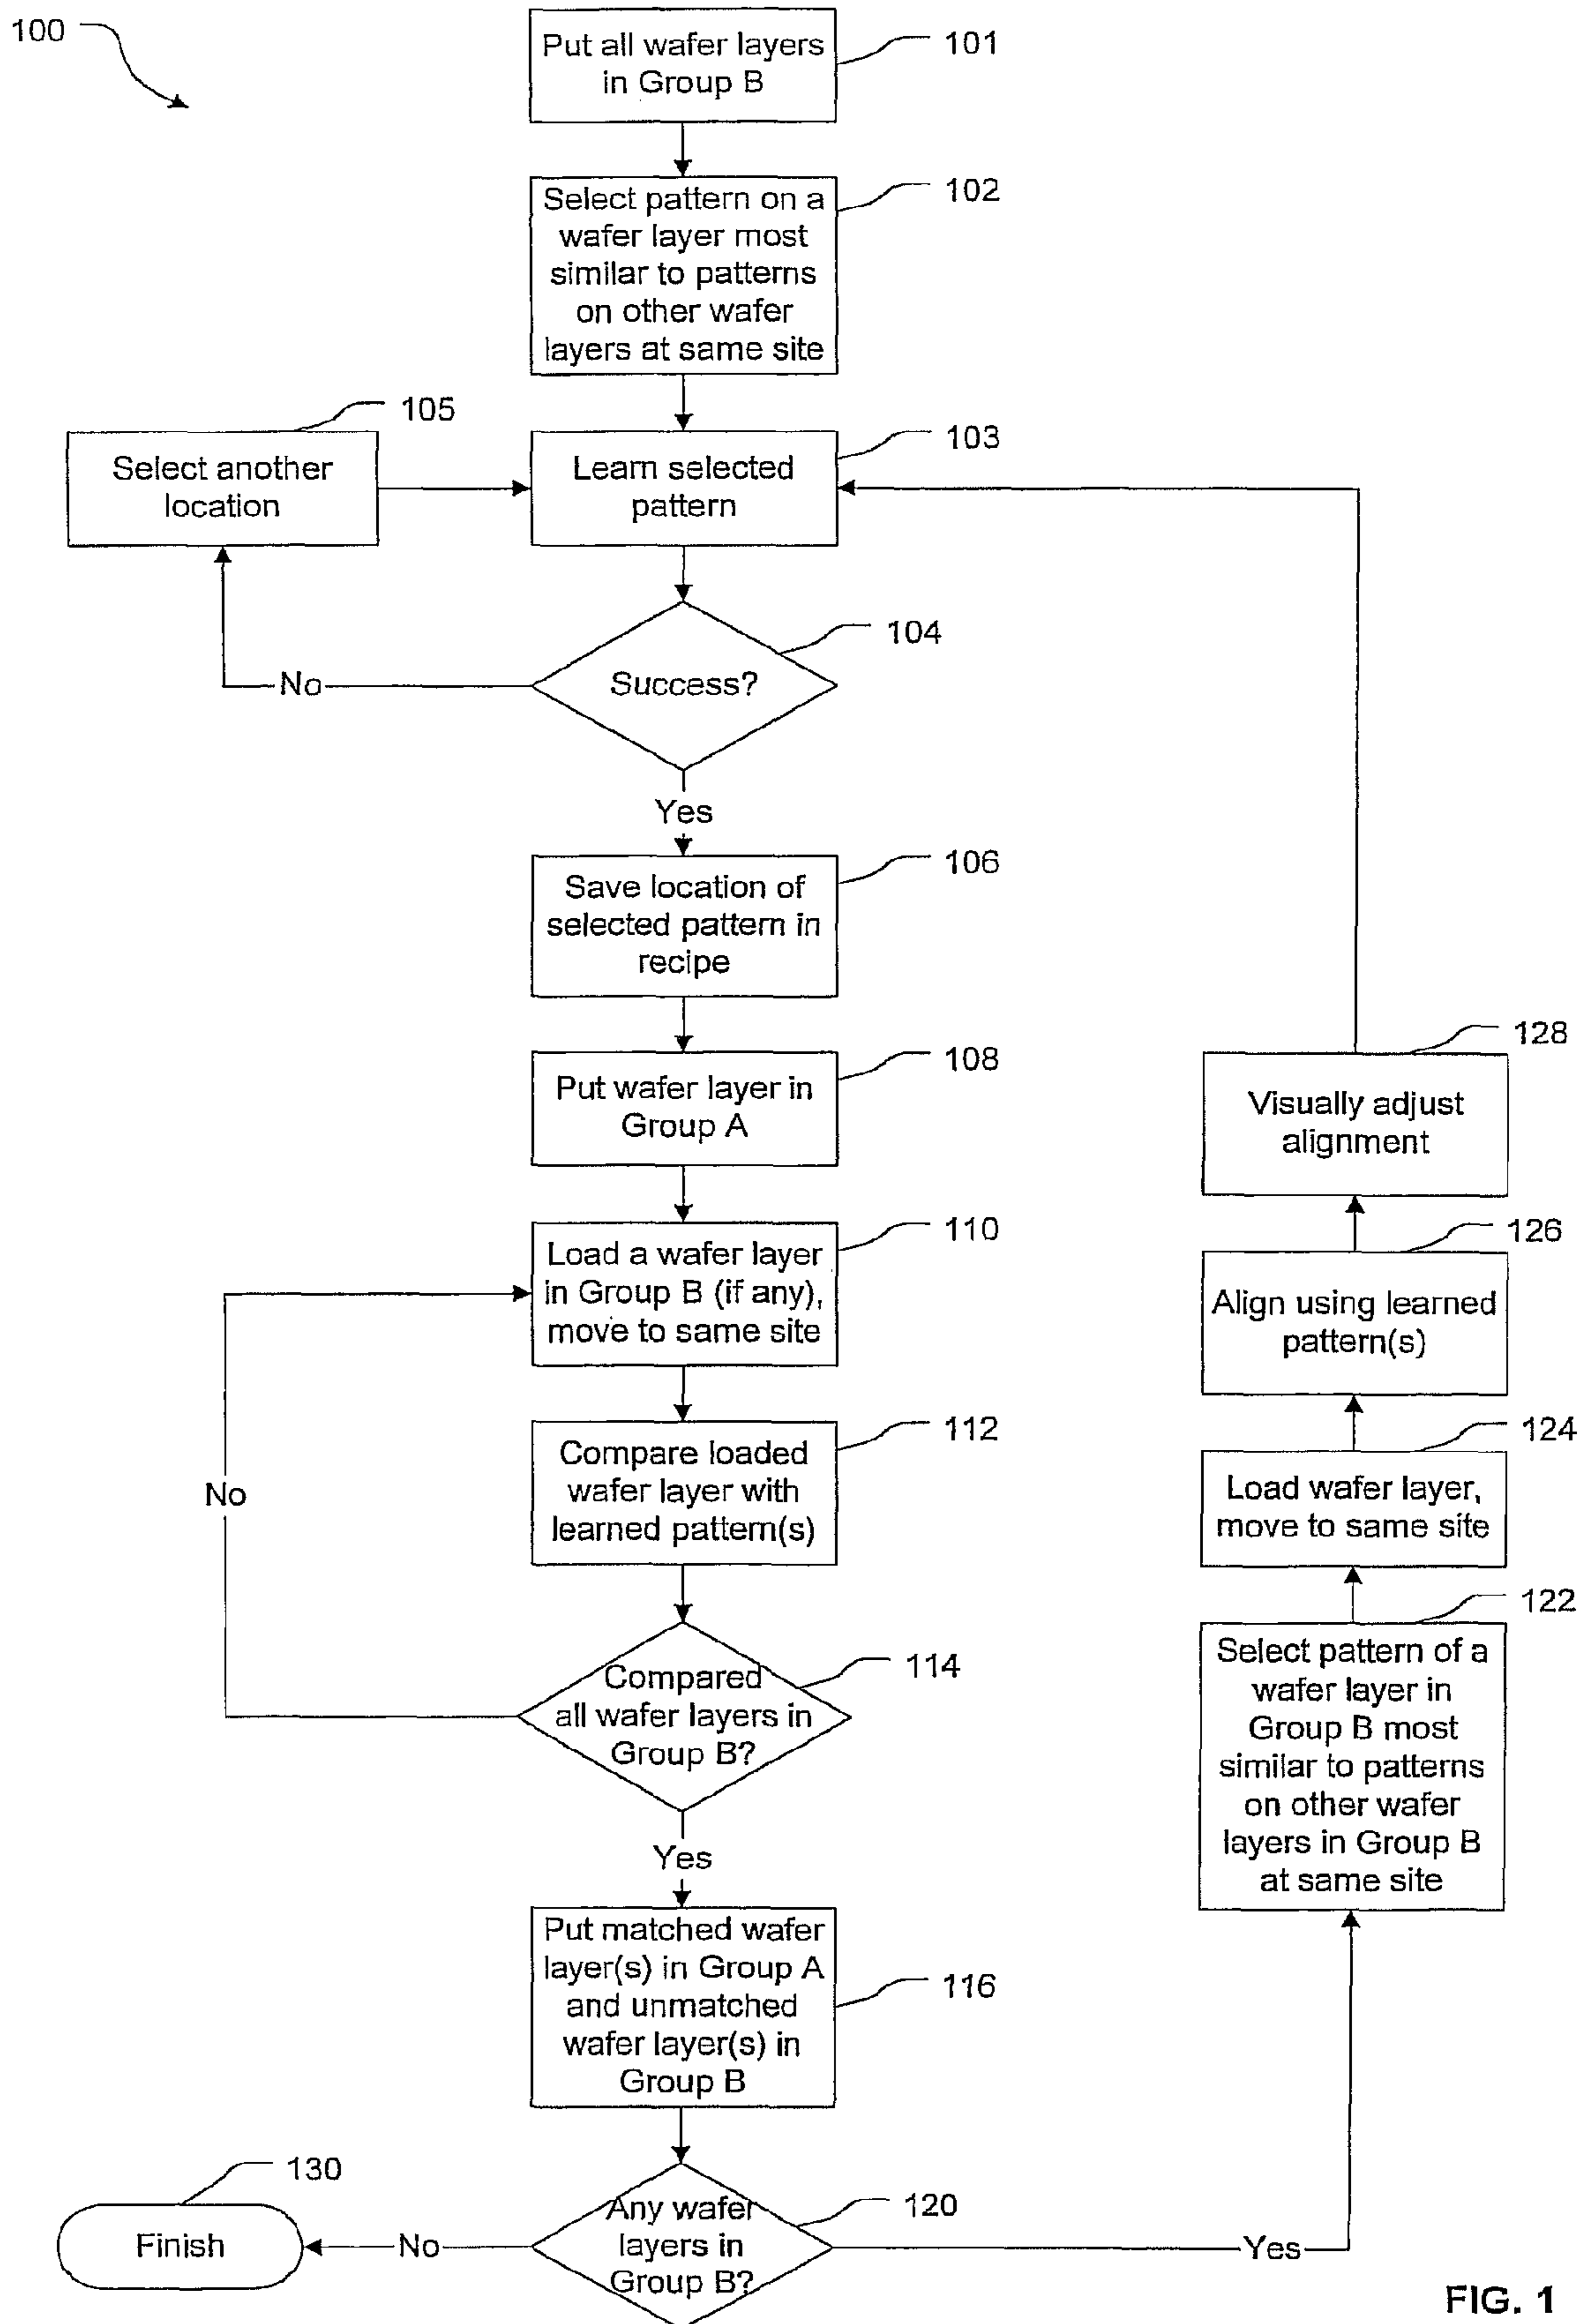 100
Put all wafer layers
in Group B
101
Select pattern on a
wafer layer most
similar to patterns
on other wafer
layers at same site
102
105
Select another
location
Learn selected
pattern
103
Success?
104
No
Yes
Save location of
selected pattern in
recipe
106
Put wafer layer in
Group A
108
Load a wafer layer
in Group B (if any),
move to same site
110
Compare loaded
wafer layer with
learned pattern(s)
112
No
Compared
all wafer layers in
Group B?
114
Yes
Put matched wafer
layer(s) in Group A
and unmatched
wafer layer(s) in
Group B
116
Any wafer
layers in
Group B?
120
No
130
Finish
Yes
Select pattern of a
wafer layer in
Group B most
similar to patterns
on other wafer
layers in Group B
at same site
122
Load wafer layer,
move to same site
124
Align using learned
pattern(s)
126
Visually adjust
alignment
128
FIG. 1